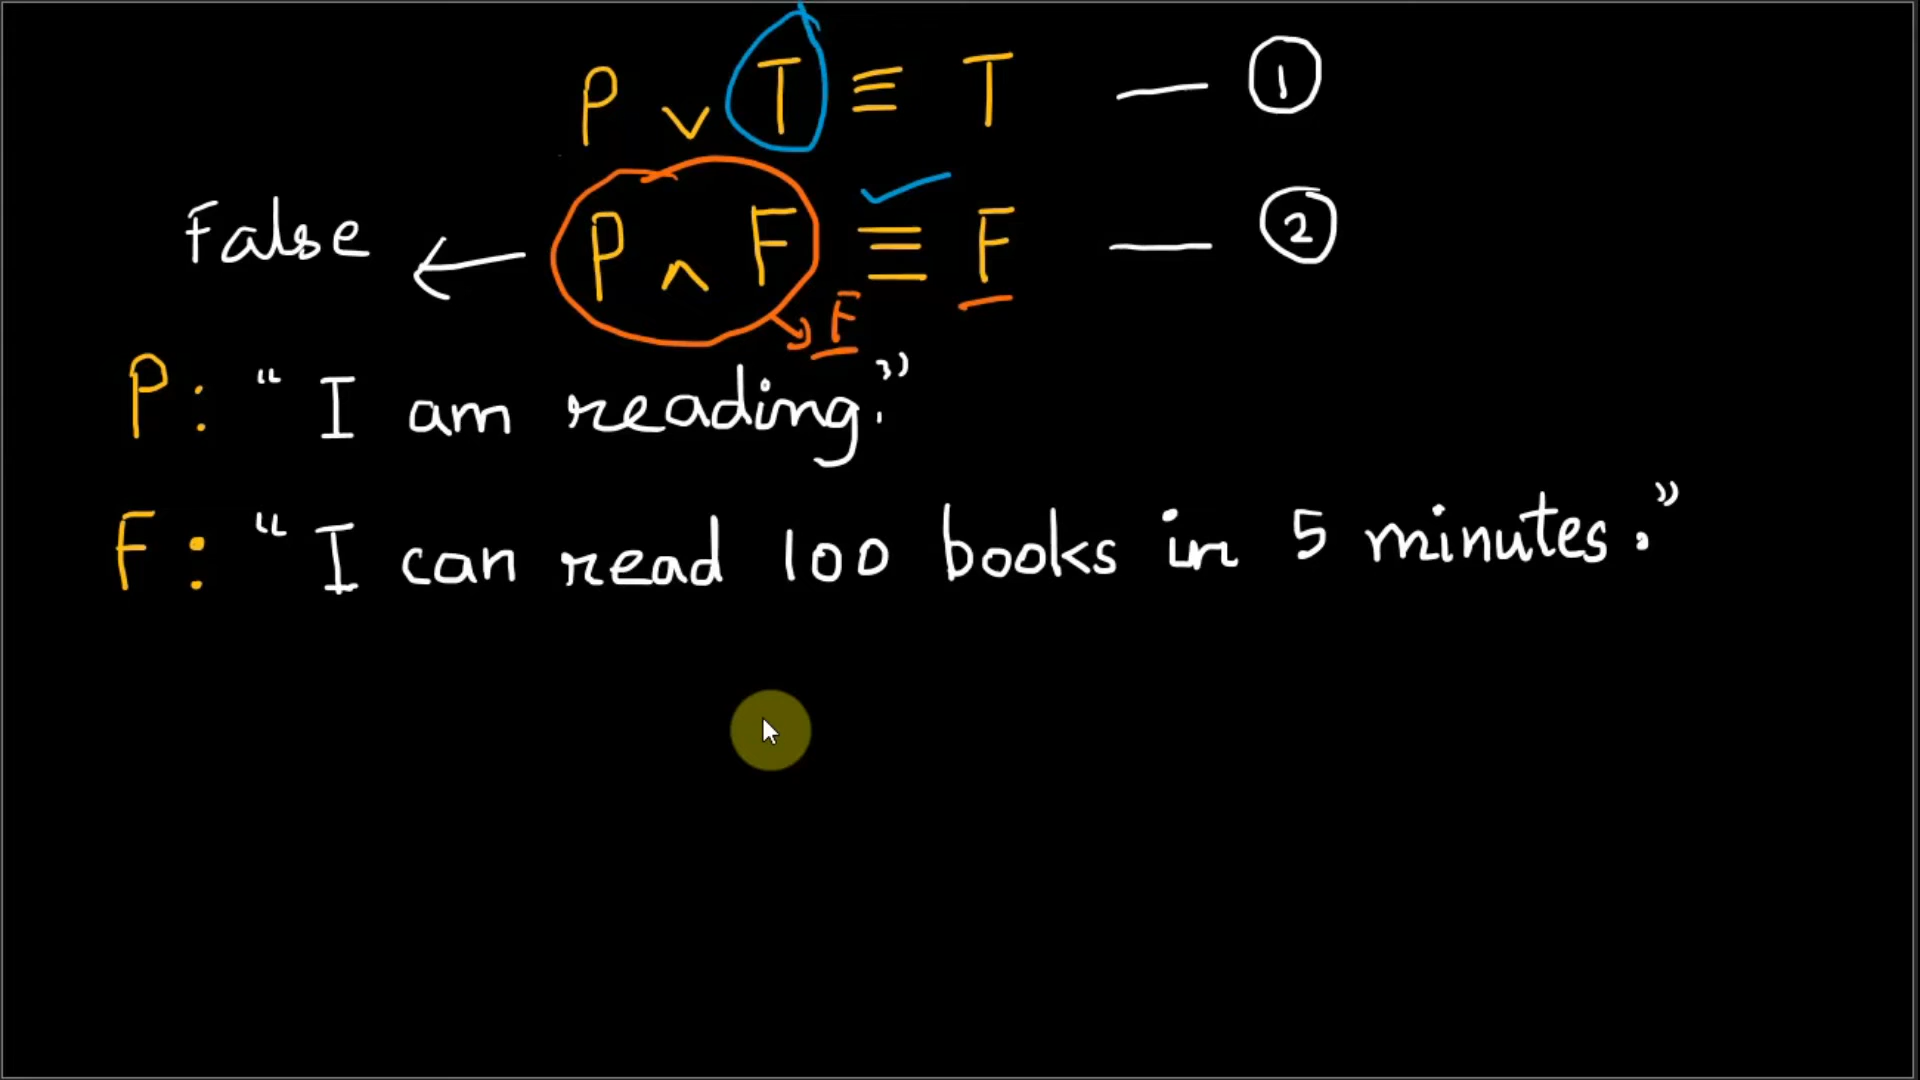 P ∨ T ≡ T — ①
False ← P ∧ F ≡ F — ②
F
P: "I am reading."
F: "I can read 100 books in 5 minutes."